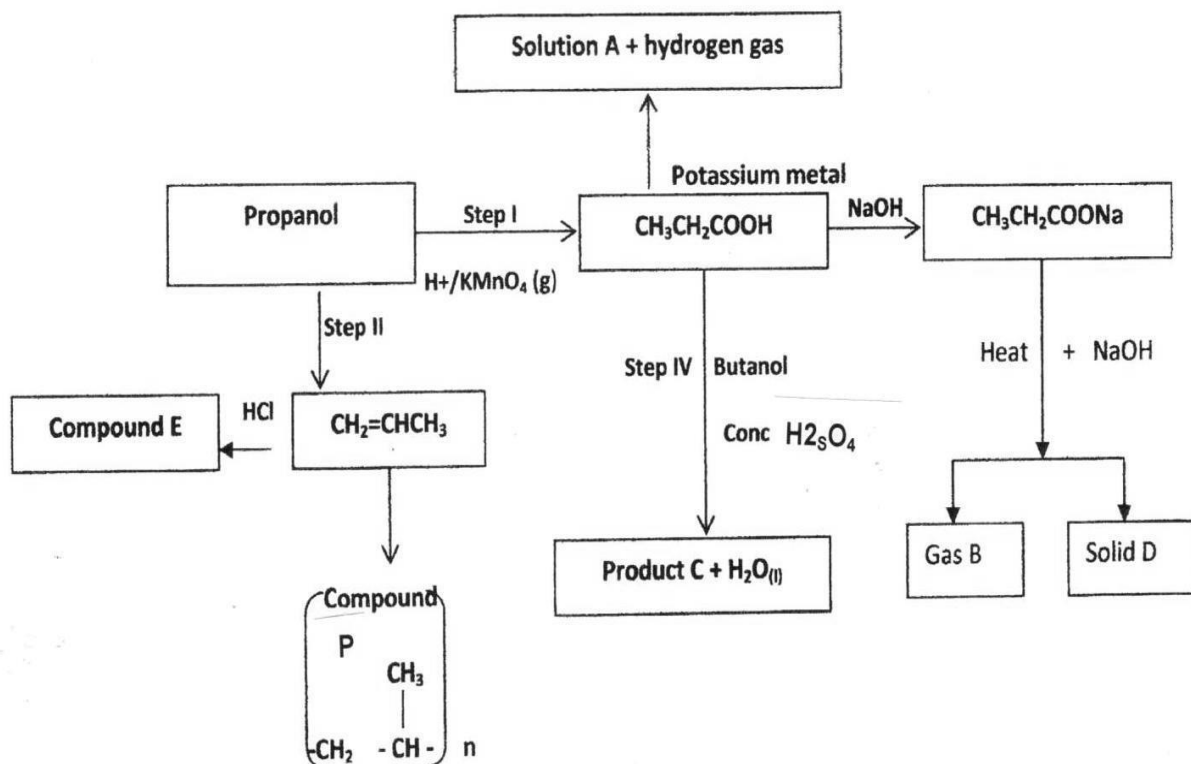 Solution A + hydrogen gas
Potassium metal
Propanol
Step I
H+/KMnO₄ (g)
CH₃CH₂COOH
NaOH
CH₃CH₂COONa
Step II
Step IV
Butanol
Conc H2SO₄
Heat + NaOH
Compound E
HCl
CH₂=CHCH₃
Product C + H₂O₍ₗ₎
Gas B
Solid D
Compound
P
CH₃
-CH₂ - CH - n